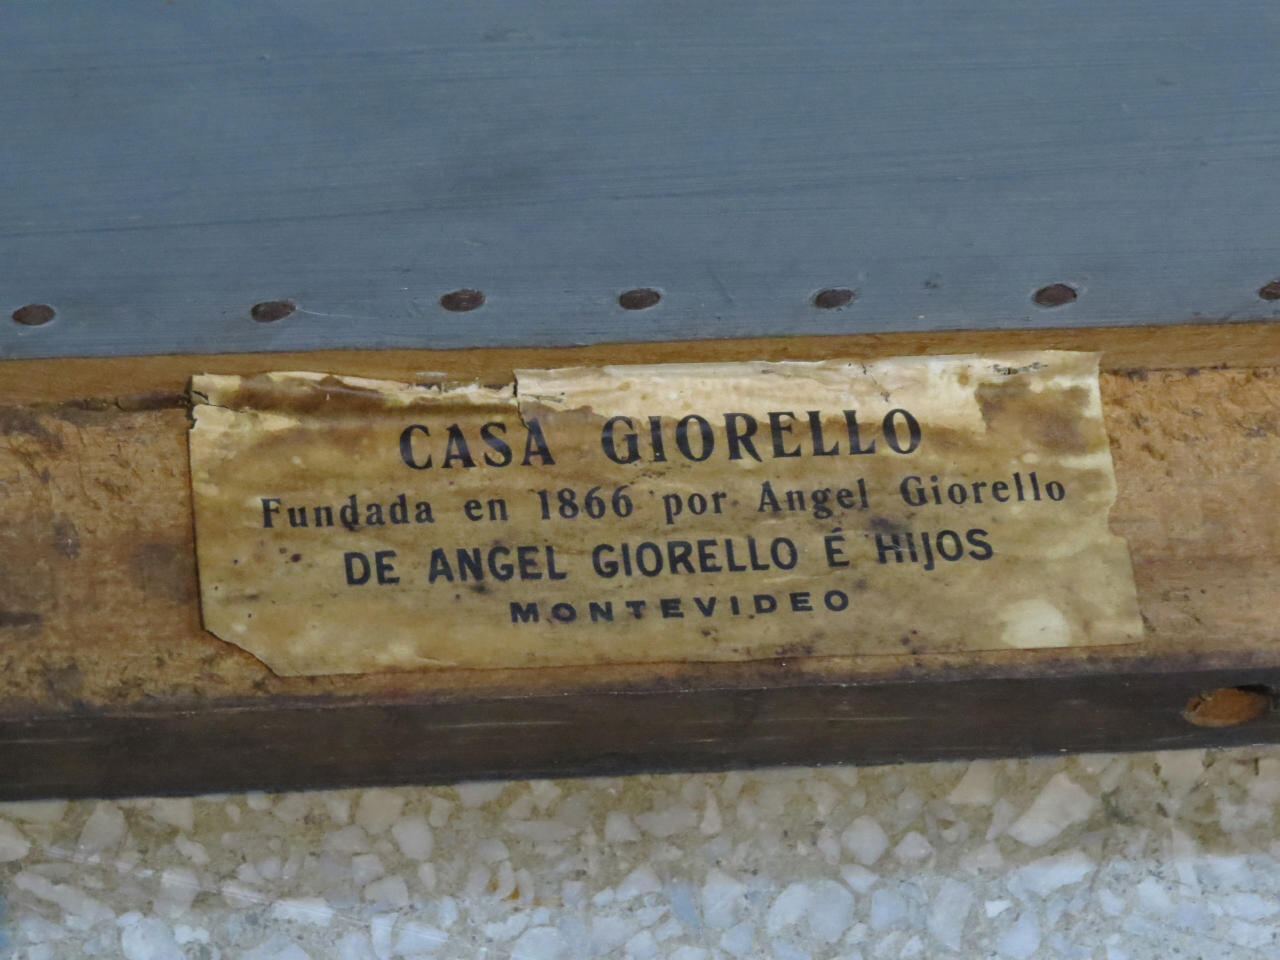 CASA GIORELLO
Fundada en 1866 por Angel Giorello
DE ANGEL GIORELLO É HIJOS
MONTEVIDEO